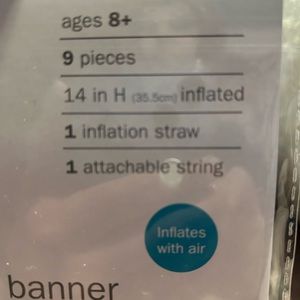 ages 8+
9 pieces
14 in H (35.5cm) inflated
1 inflation straw
1 attachable string
Inflates
with air
banner